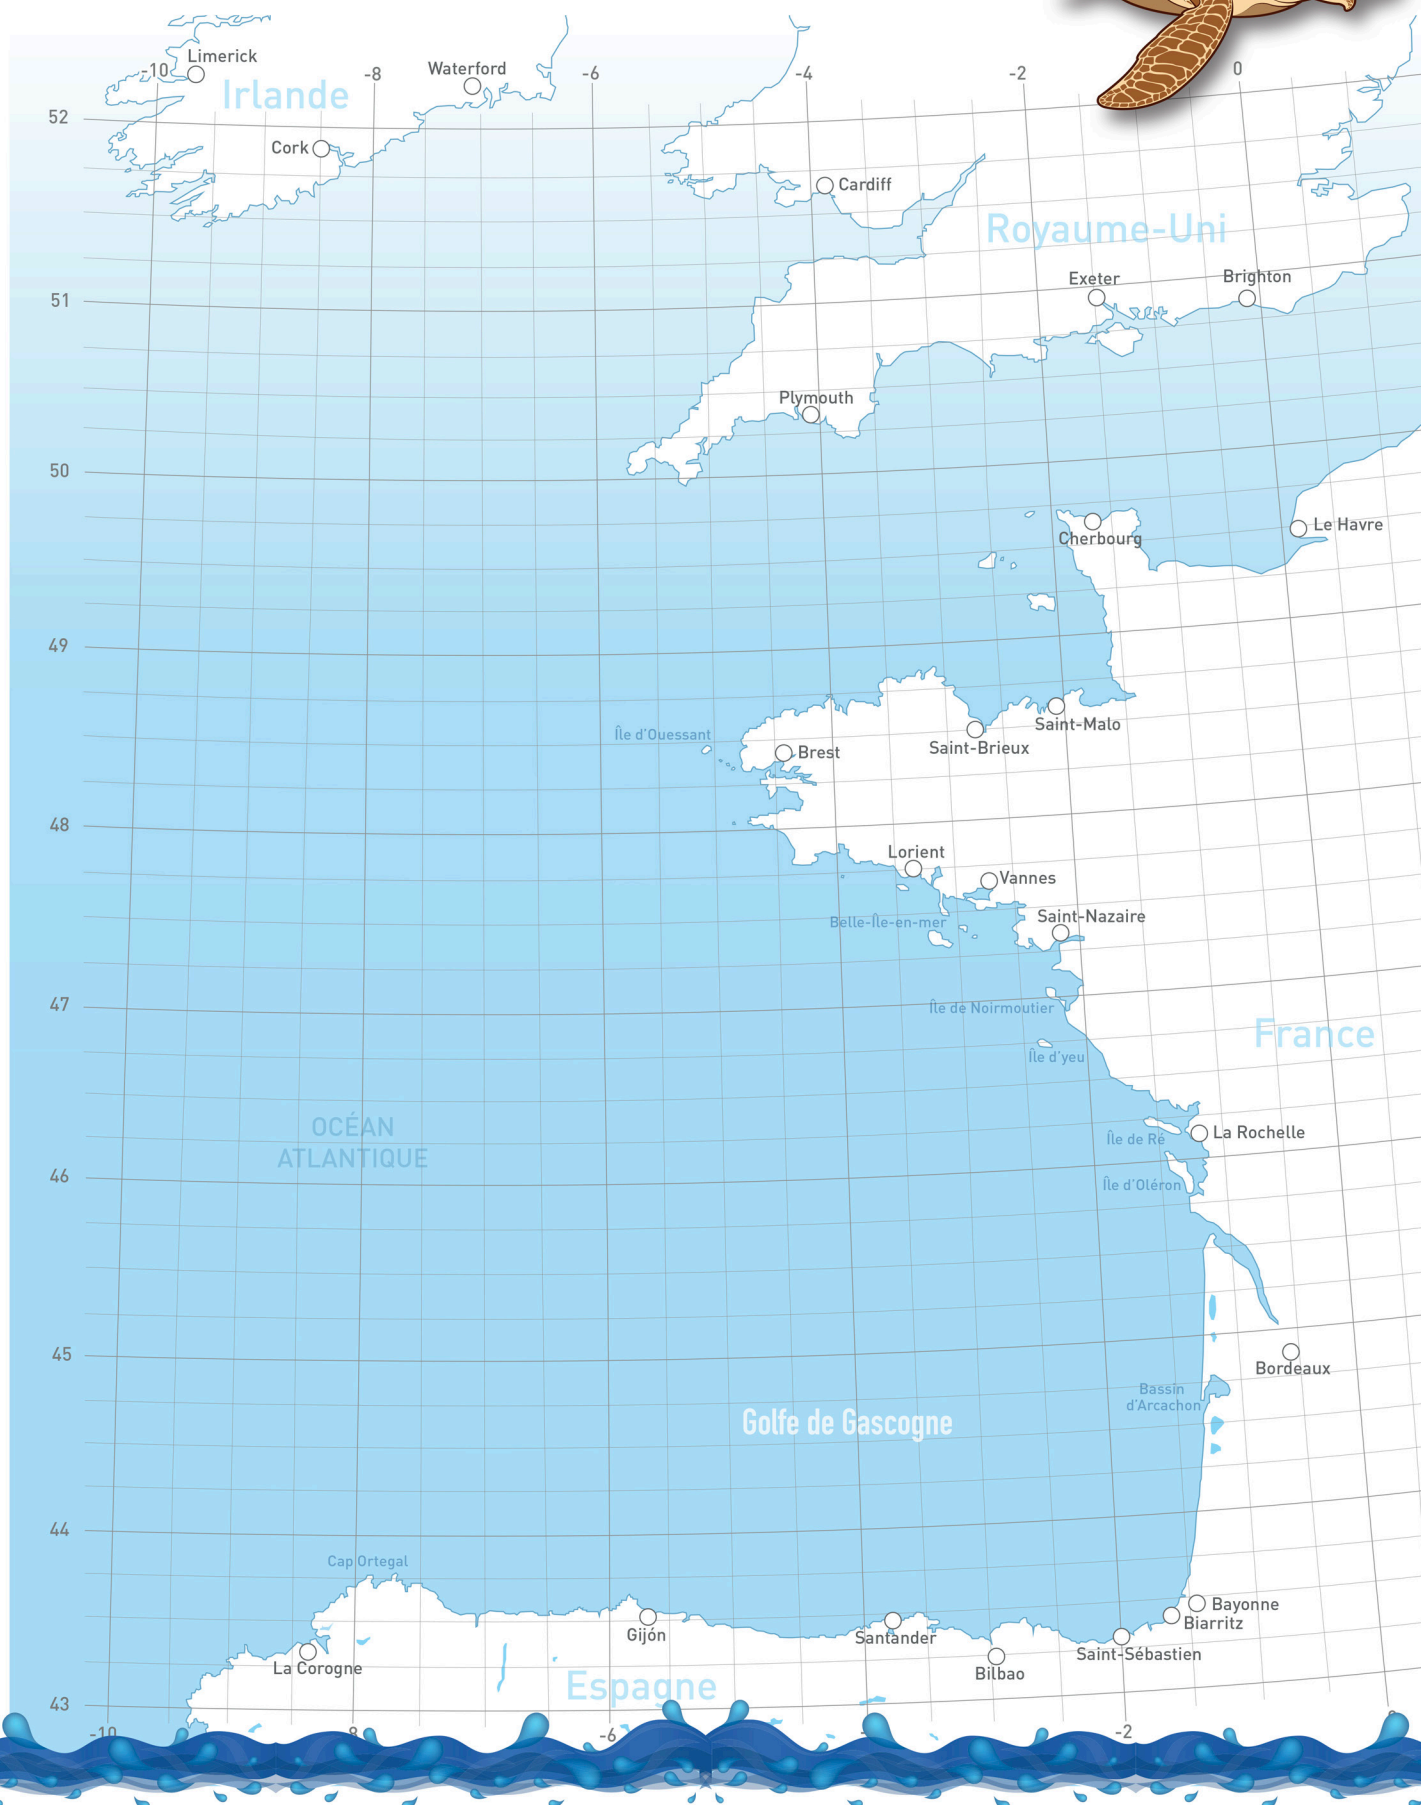 Limerick
-10
-8
Waterford
-6
-4
-2
0
Irlande
52
Cork
Cardiff
Royaume-Uni
Exeter
Brighton
51
Plymouth
50
Le Havre
Cherbourg
49
Saint-Malo
Île d'Ouessant
Saint-Brieux
Brest
48
Lorient
Vannes
Saint-Nazaire
Belle-Île-en-mer
47
Île de Noirmoutier
France
Île d'yeu
OCÉAN
ATLANTIQUE
La Rochelle
Île de Ré
46
Île d'Oléron
45
Bordeaux
Bassin
d'Arcachon
Golfe de Gascogne
44
Cap Ortegal
Bayonne
Biarritz
Gijón
Santander
Saint-Sébastien
La Corogne
Bilbao
Espagne
43
-10
8
-6
-2